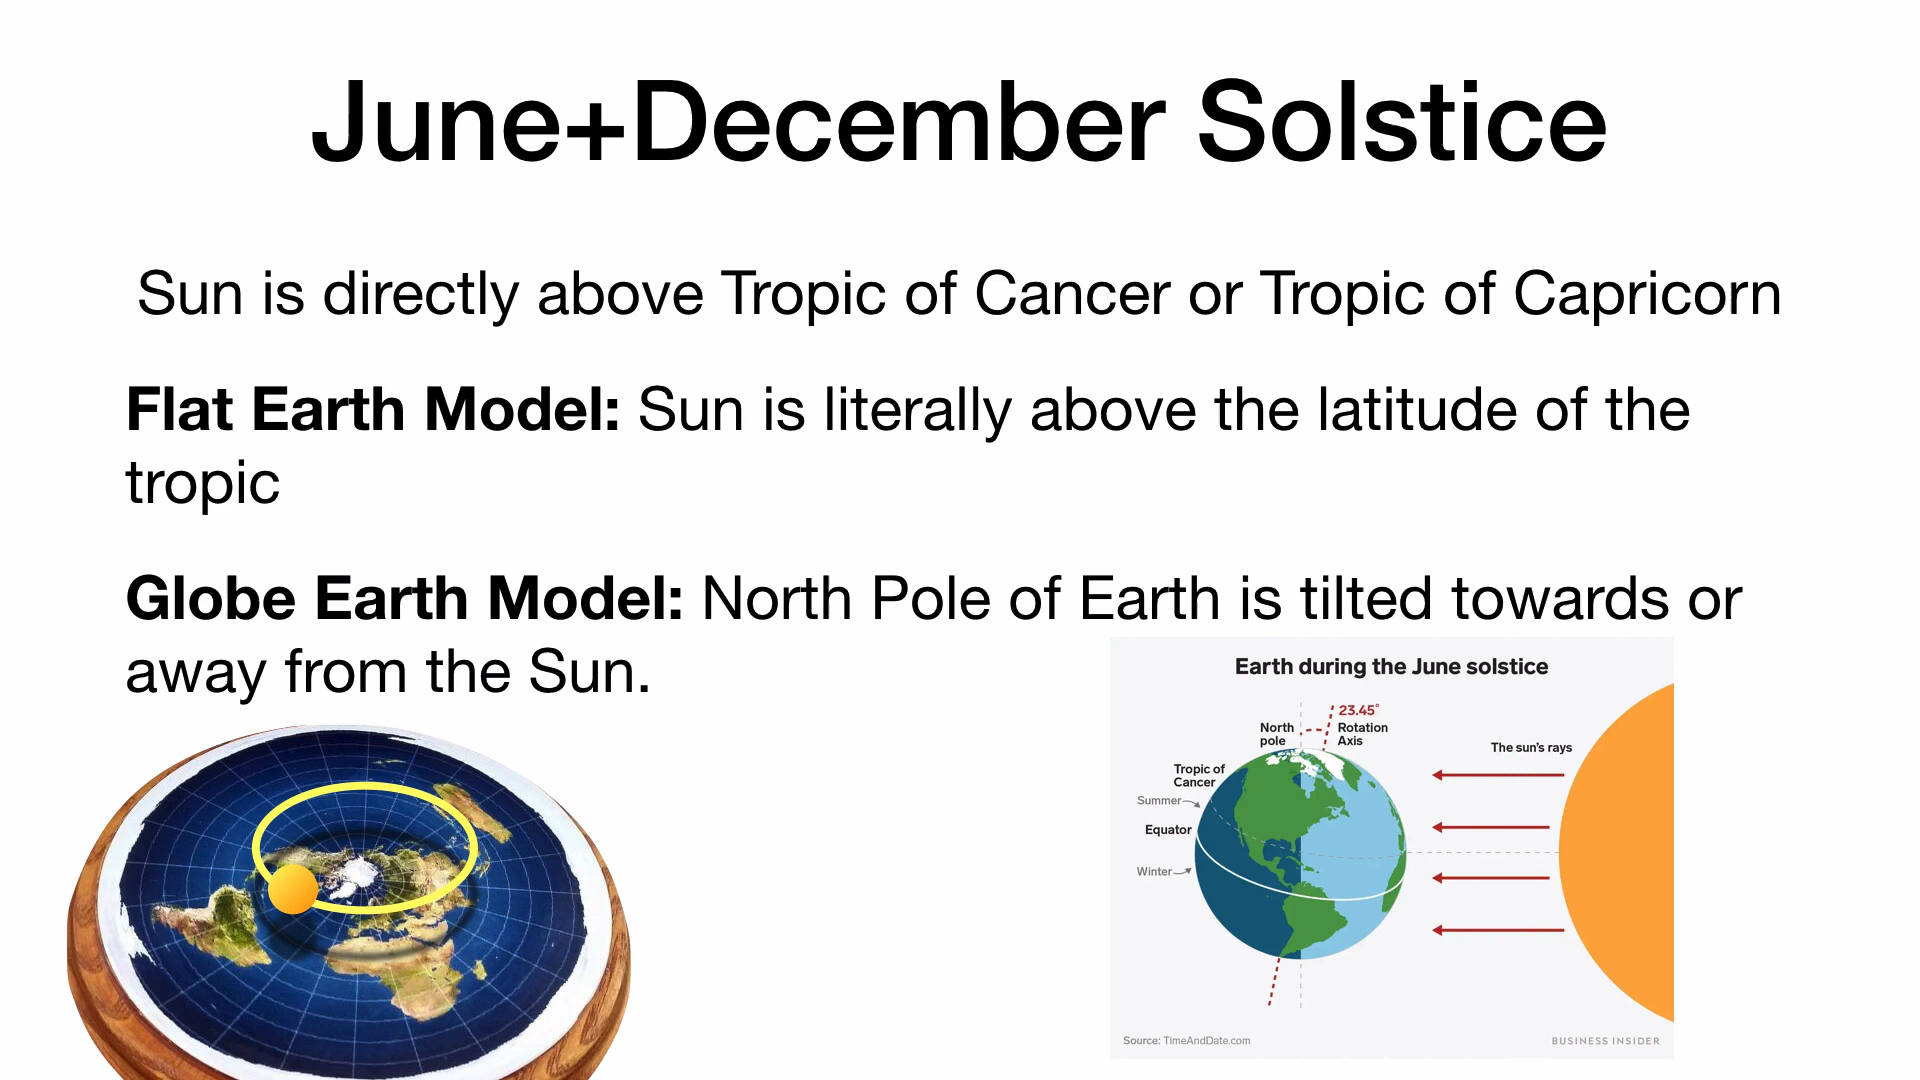 June+December Solstice
Sun is directly above Tropic of Cancer or Tropic of Capricorn
Flat Earth Model: Sun is literally above the latitude of the
tropic
Globe Earth Model: North Pole of Earth is tilted towards or
away from the Sun.
Earth during the June solstice
23.45°
North
pole
Rotation
Axis
The sun's rays
Tropic of
Cancer
Summer
Equator
Winter
Source: TimeAndDate.com
BUSINESS INSIDER